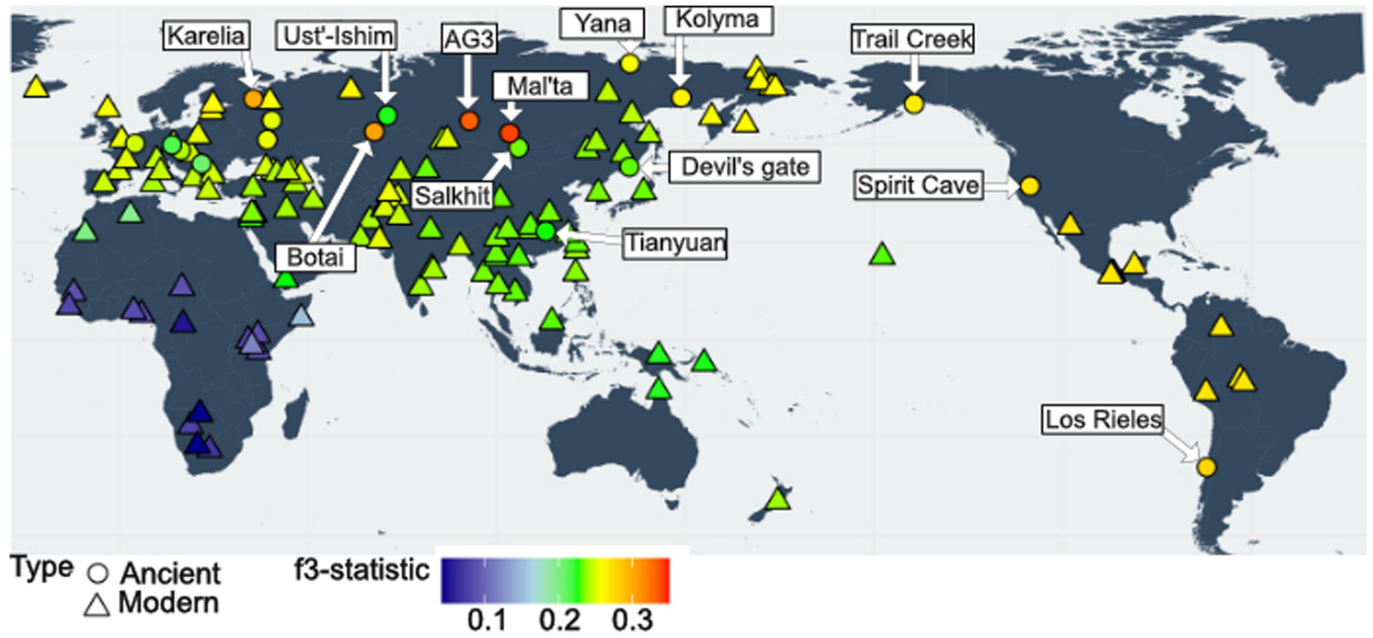 Yana
Kolyma
Karelia
Ust'-Ishim
AG3
Trail Creek
Mal'ta
Devil's gate
Spirit Cave
Salkhit
Tianyuan
Botai
Los Rieles
Type
Ancient
Modern
f3-statistic
0.1 0.2 0.3